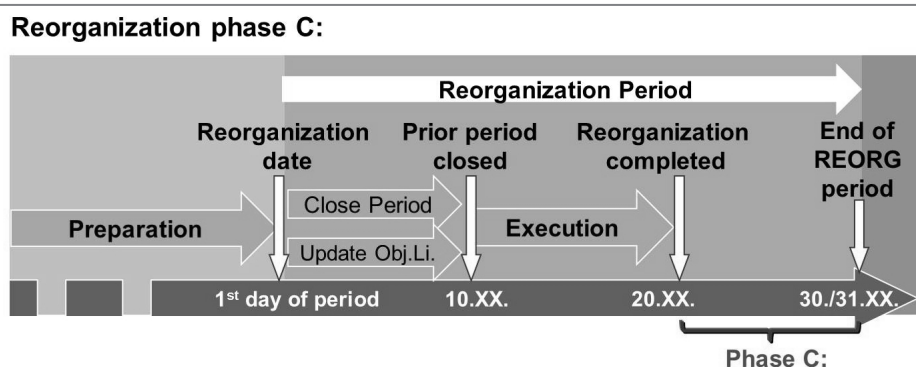 Reorganization phase C:
Reorganization Period
Reorganization
date
Prior period
closed
Reorganization
completed
End of
REORG
period
Preparation
Close Period
Update Obj.Li.
Execution
1st day of period
10.XX.
20.XX.
30./31.XX.
Phase C: